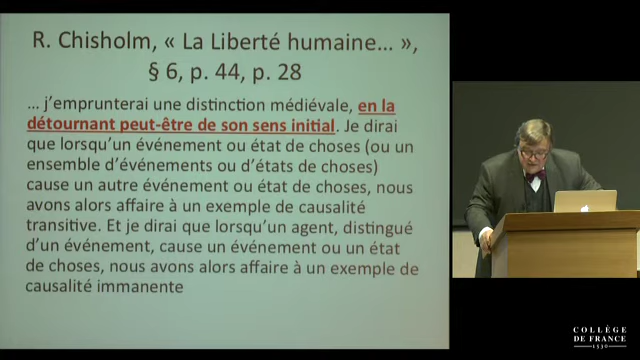 R. Chisholm, « La Liberté humaine… »,
§ 6, p. 44, p. 28
… j’emprunterai une distinction médiévale, en la
détournant peut-être de son sens initial. Je dirai
que lorsqu’un événement ou état de choses (ou un
ensemble d’événements ou d’états de choses)
cause un autre événement ou état de choses, nous
avons alors affaire à un exemple de causalité
transitive. Et je dirai que lorsqu’un agent, distingué
d’un événement, cause un événement ou un état
de choses, nous avons alors affaire à un exemple de
causalité immanente
COLLÈGE
DE FRANCE
1530